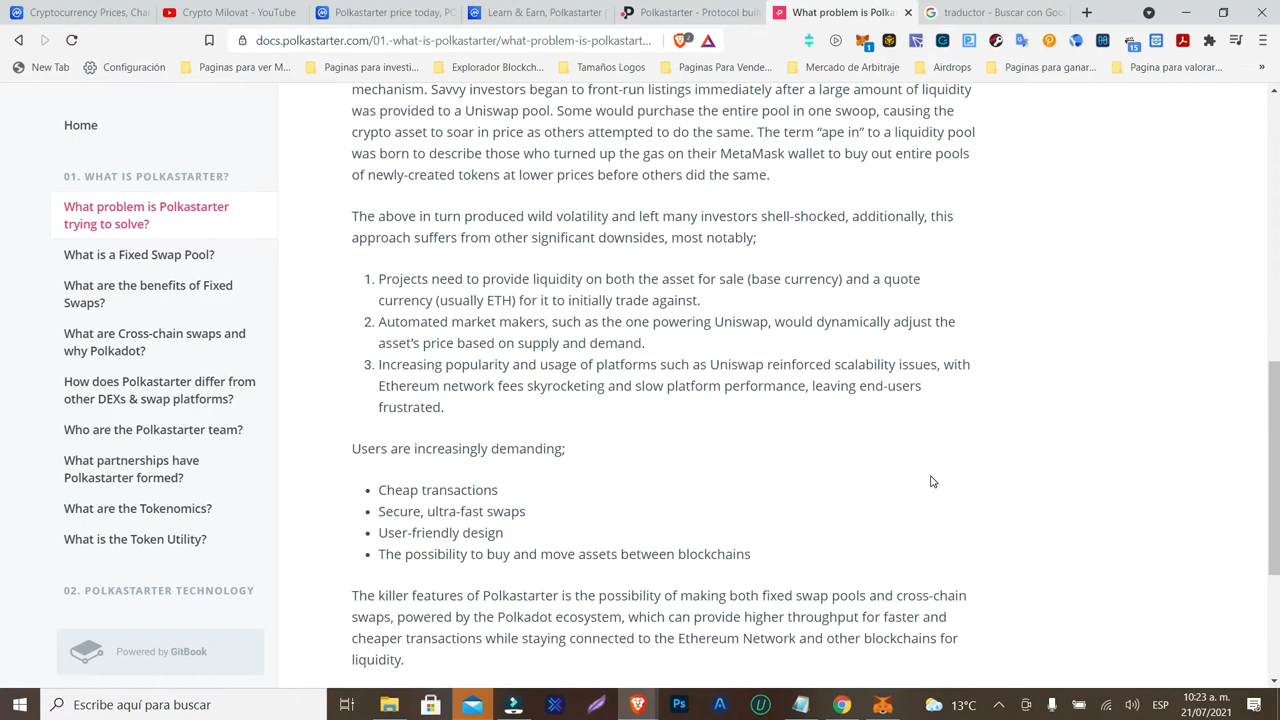 Cryptocurrency Prices, Char
Crypto Milovat - YouTube
Polkastarter price today, PO
Learn & Earn, Polkastarter |
Polkastarter - Protocol built
What problem is Polka
traductor - Buscar con Goo
docs.polkastarter.com/01.-what-is-polkastarter/what-problem-is-polkastart...
2
1
15
New Tab
Configuración
Paginas para ver M...
Paginas para investi...
Explorador Blockch...
Tamaños Logos
Paginas Para Vende...
Mercado de Arbitraje
Airdrops
Paginas para ganar...
Pagina para valorar...
»
Home
01. WHAT IS POLKASTARTER?
What problem is Polkastarter
trying to solve?
What is a Fixed Swap Pool?
What are the benefits of Fixed
Swaps?
What are Cross-chain swaps and
why Polkadot?
How does Polkastarter differ from
other DEXs & swap platforms?
Who are the Polkastarter team?
What partnerships have
Polkastarter formed?
What are the Tokenomics?
What is the Token Utility?
02. POLKASTARTER TECHNOLOGY
Powered by GitBook
mechanism. Savvy investors began to front-run listings immediately after a large amount of liquidity
was provided to a Uniswap pool. Some would purchase the entire pool in one swoop, causing the
crypto asset to soar in price as others attempted to do the same. The term “ape in” to a liquidity pool
was born to describe those who turned up the gas on their MetaMask wallet to buy out entire pools
of newly-created tokens at lower prices before others did the same.
The above in turn produced wild volatility and left many investors shell-shocked, additionally, this
approach suffers from other significant downsides, most notably;
1. Projects need to provide liquidity on both the asset for sale (base currency) and a quote
currency (usually ETH) for it to initially trade against.
2. Automated market makers, such as the one powering Uniswap, would dynamically adjust the
asset’s price based on supply and demand.
3. Increasing popularity and usage of platforms such as Uniswap reinforced scalability issues, with
Ethereum network fees skyrocketing and slow platform performance, leaving end-users
frustrated.
Users are increasingly demanding;
• Cheap transactions
• Secure, ultra-fast swaps
• User-friendly design
• The possibility to buy and move assets between blockchains
The killer features of Polkastarter is the possibility of making both fixed swap pools and cross-chain
swaps, powered by the Polkadot ecosystem, which can provide higher throughput for faster and
cheaper transactions while staying connected to the Ethereum Network and other blockchains for
liquidity.
Escribe aquí para buscar
Ps
13°C
ESP
10:23 a. m.
21/07/2021